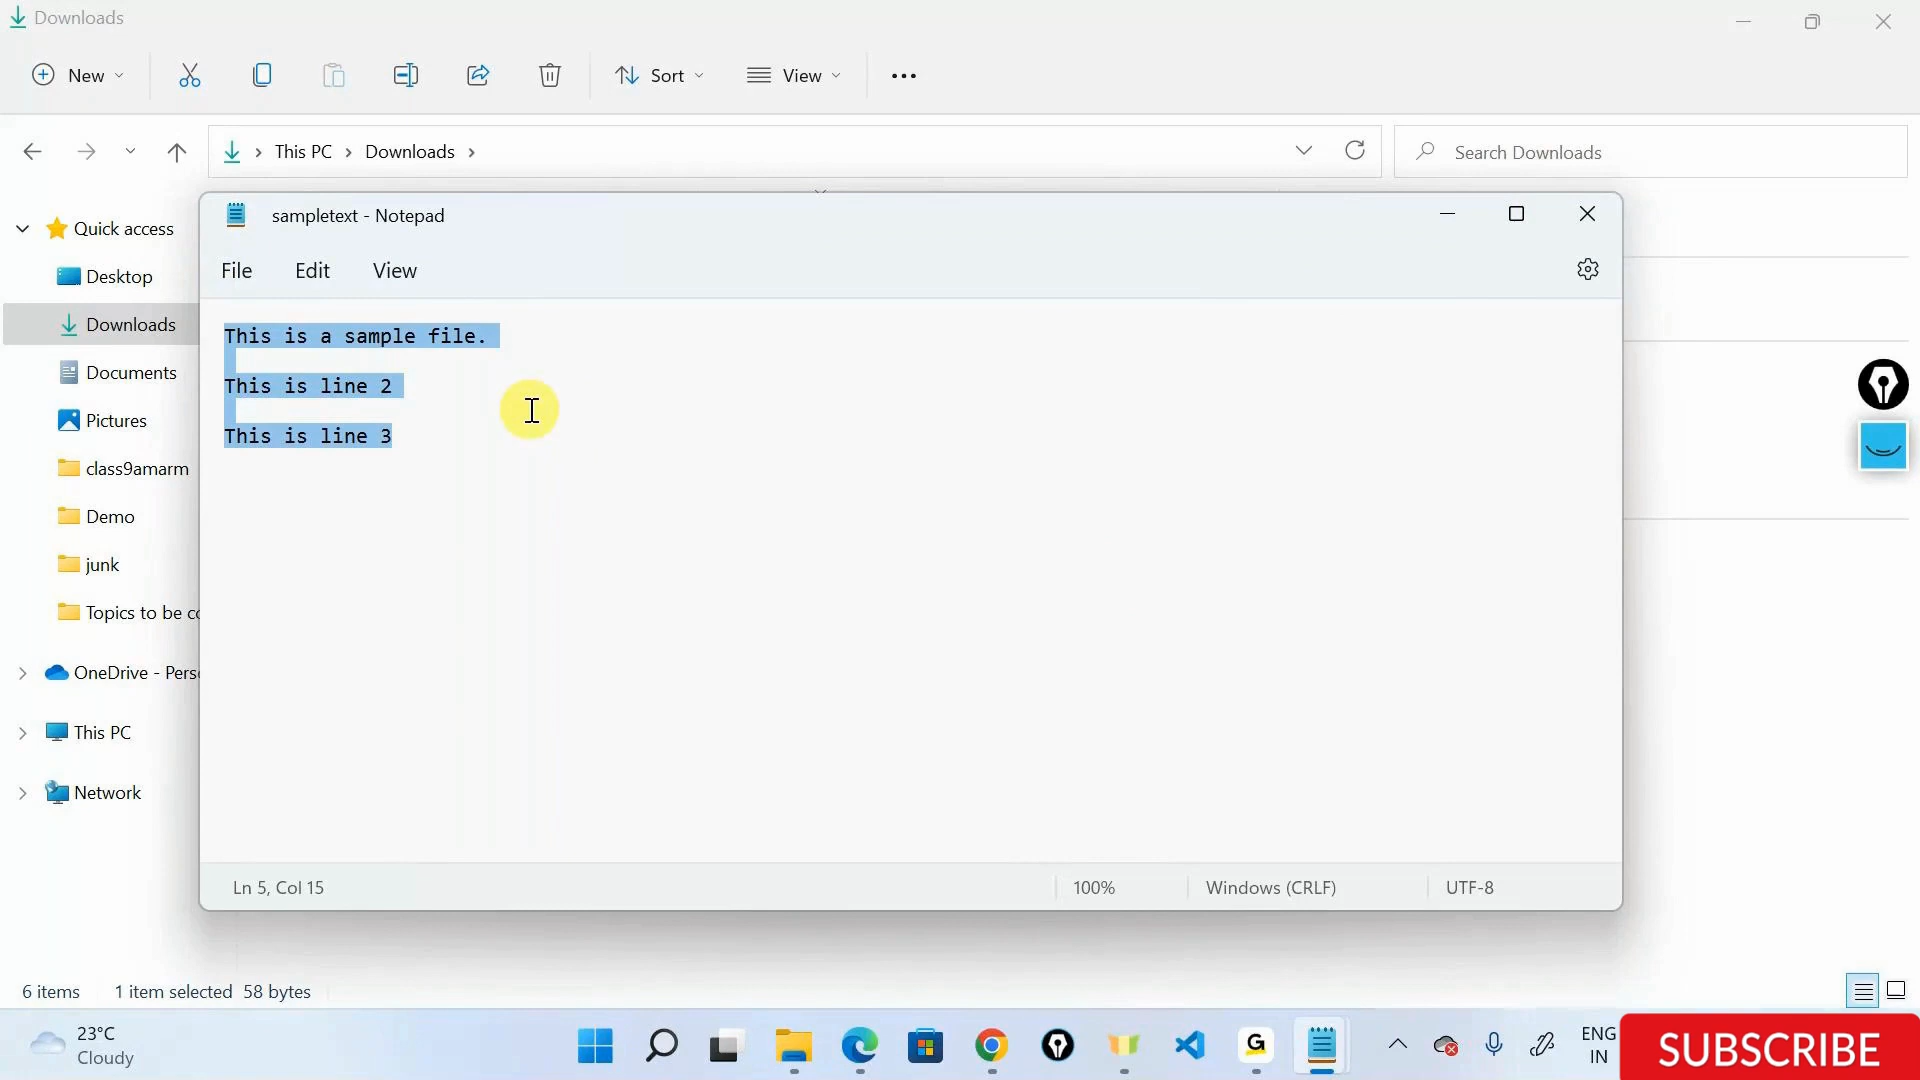 Downloads
New
Sort
View
This PC
Downloads
Search Downloads
Quick access
Desktop
Downloads
Documents
Pictures
class9amarm
Demo
junk
Topics to be co
OneDrive - Pers
This PC
Network
sampletext - Notepad
File
Edit
View
This is a sample file.
This is line 2
This is line 3
Ln 5, Col 15
100%
Windows (CRLF)
UTF-8
6 items
1 item selected
58 bytes
23°C
Cloudy
G
ENG
IN
SUBSCRIBE